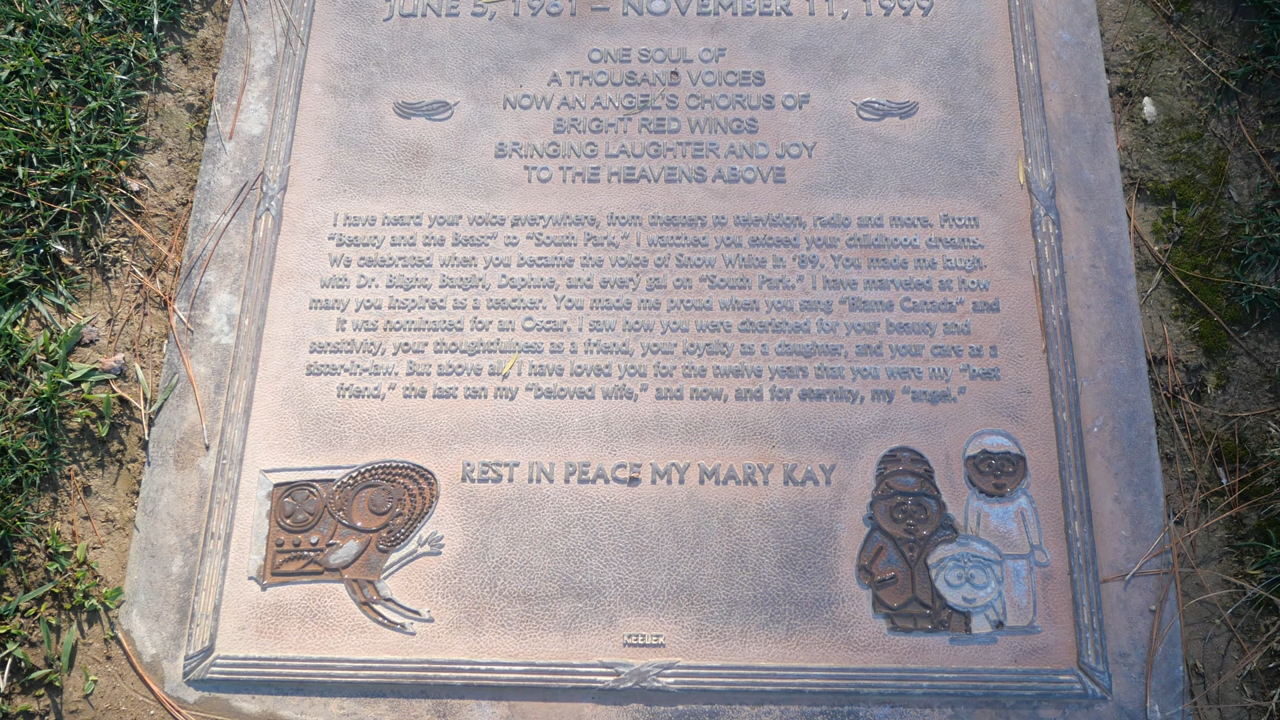 JUNE 5, 1961 – NOVEMBER 11, 1999
ONE SOUL OF
A THOUSAND VOICES
NOW AN ANGEL'S CHORUS OF
BRIGHT RED WINGS
BRINGING LAUGHTER AND JOY
TO THE HEAVENS ABOVE
I have heard your voice everywhere, from theaters to television, radio and more. From
"Beauty and the Beast" to "South Park," I watched you exceed your childhood dreams.
We celebrated when you became the voice of Snow White in '89. You made me laugh
with Dr. Blight, Batgirl, Daphne, and every gal on "South Park." I have marveled at how
many you inspired as a teacher. You made me proud when you sang "Blame Canada" and
it was nominated for an Oscar. I saw how you were cherished for your beauty and
sensitivity, your thoughtfulness as a friend, your loyalty as a daughter, and your care as a
sister-in-law. But above all, I have loved you for the twelve years that you were my "best
friend," the last ten my "beloved wife," and now, and for eternity, my "angel."
REST IN PEACE MY MARY KAY
KEEDER